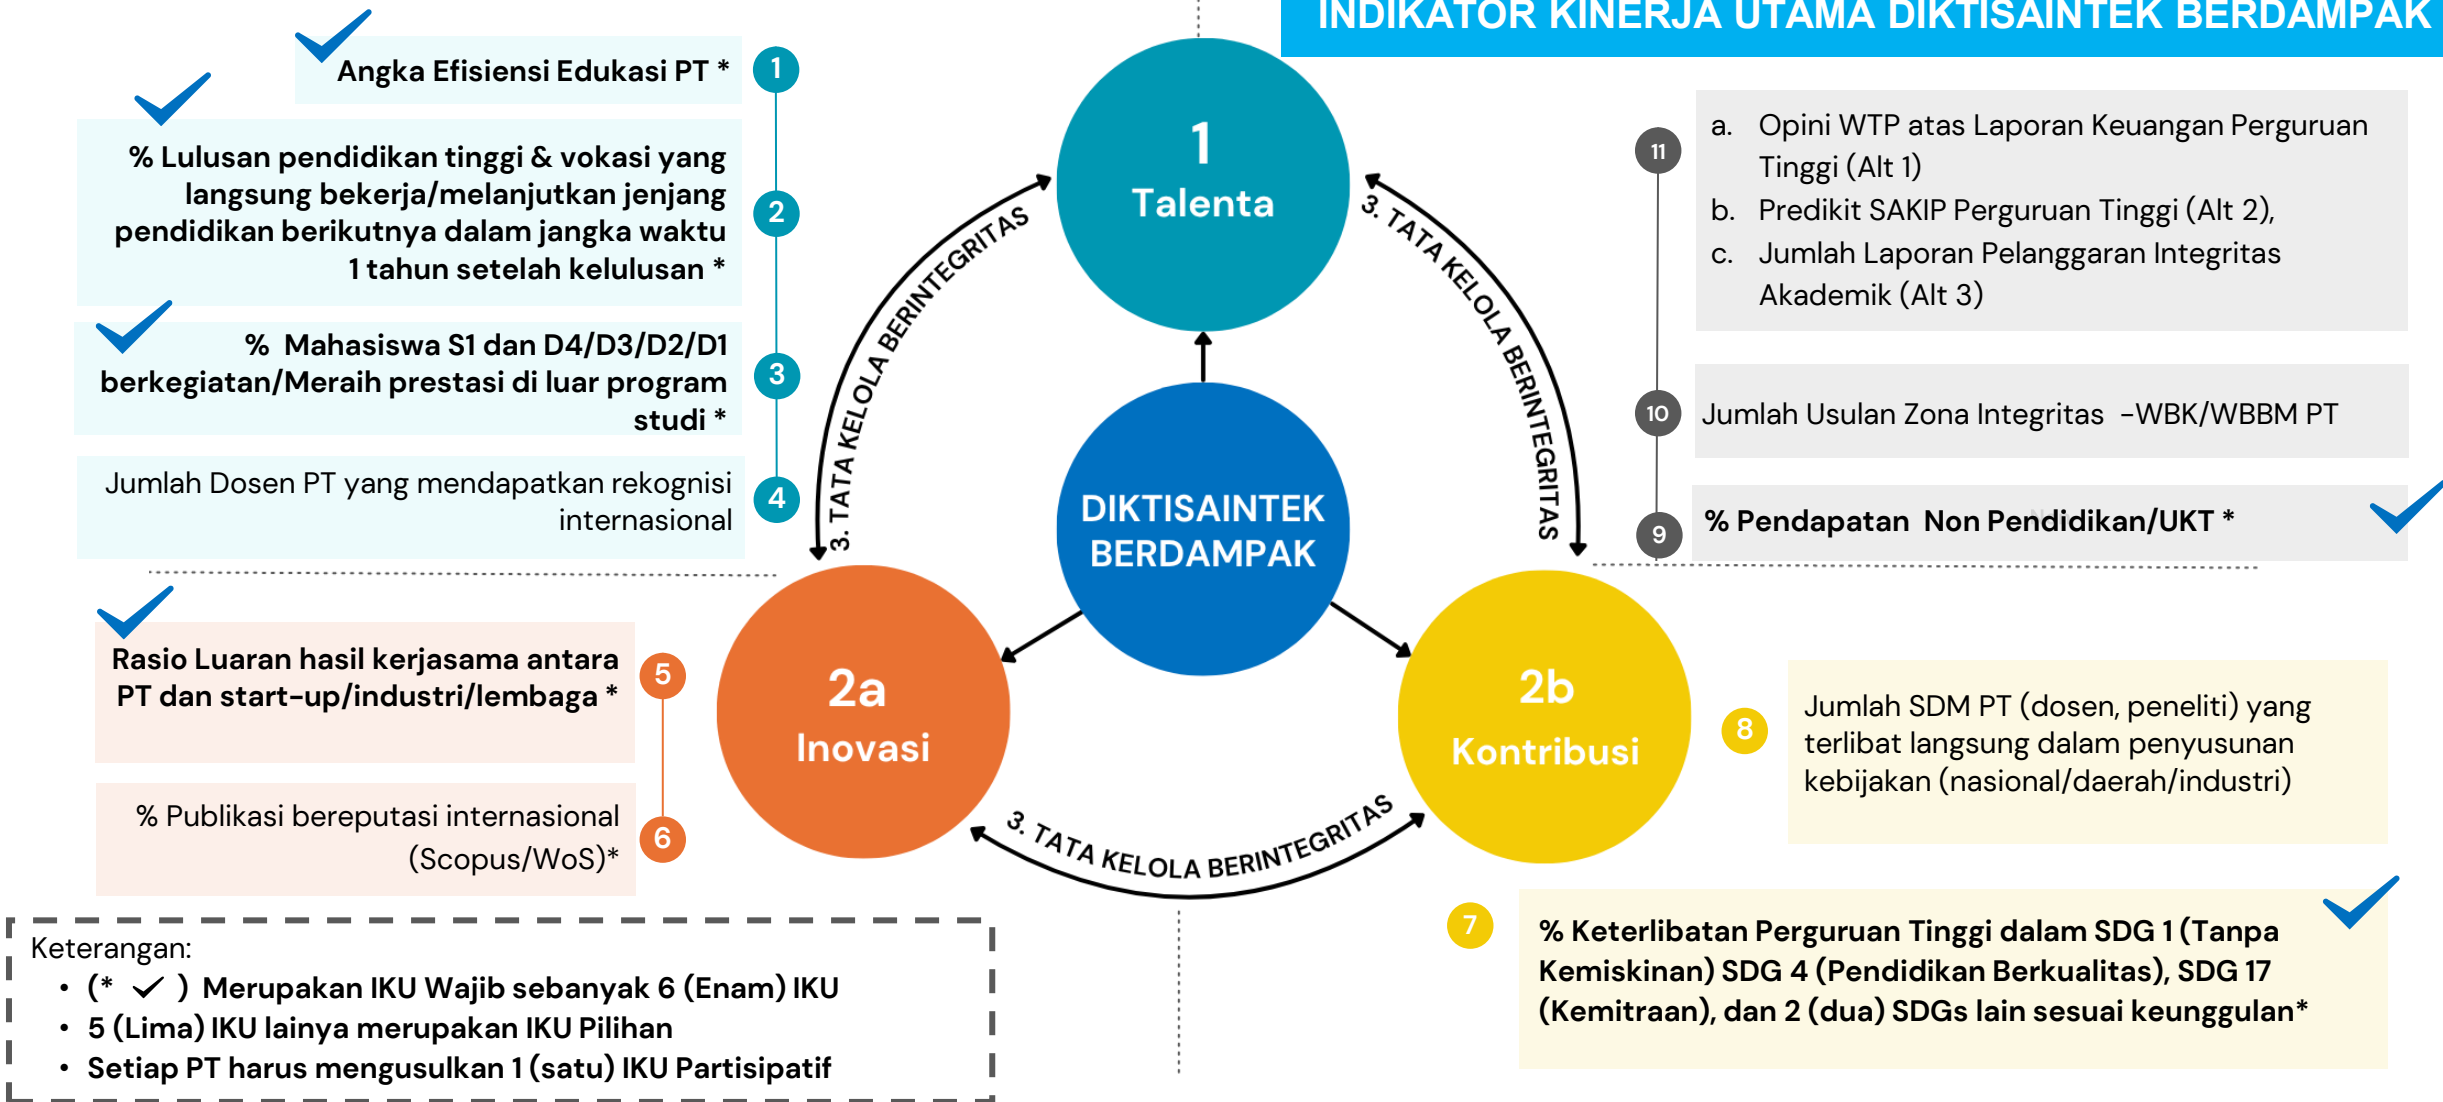 INDIKATOR KINERJA UTAMA DIKTISAINTEK BERDAMPAK
Angka Efisiensi Edukasi PT *
1
% Lulusan pendidikan tinggi & vokasi yang
langsung bekerja/melanjutkan jenjang
pendidikan berikutnya dalam jangka waktu
1 tahun setelah kelulusan *
2
% Mahasiswa S1 dan D4/D3/D2/D1
berkegiatan/Meraih prestasi di luar program
studi *
3
Jumlah Dosen PT yang mendapatkan rekognisi
internasional
4
1
Talenta
3. TATA KELOLA BERINTEGRITAS
3. TATA KELOLA BERINTEGRITAS
DIKTISAINTEK
BERDAMPAK
11
a. Opini WTP atas Laporan Keuangan Perguruan
Tinggi (Alt 1)
b. Predikit SAKIP Perguruan Tinggi (Alt 2),
c. Jumlah Laporan Pelanggaran Integritas
Akademik (Alt 3)
10
Jumlah Usulan Zona Integritas -WBK/WBBM PT
9
% Pendapatan Non Pendidikan/UKT *
Rasio Luaran hasil kerjasama antara
PT dan start-up/industri/lembaga *
5
% Publikasi bereputasi internasional
(Scopus/WoS)*
6
2a
Inovasi
2b
Kontribusi
3. TATA KELOLA BERINTEGRITAS
8
Jumlah SDM PT (dosen, peneliti) yang
terlibat langsung dalam penyusunan
kebijakan (nasional/daerah/industri)
7
% Keterlibatan Perguruan Tinggi dalam SDG 1 (Tanpa
Kemiskinan) SDG 4 (Pendidikan Berkualitas), SDG 17
(Kemitraan), dan 2 (dua) SDGs lain sesuai keunggulan*
Keterangan:
• (* ✓ ) Merupakan IKU Wajib sebanyak 6 (Enam) IKU
• 5 (Lima) IKU lainya merupakan IKU Pilihan
• Setiap PT harus mengusulkan 1 (satu) IKU Partisipatif